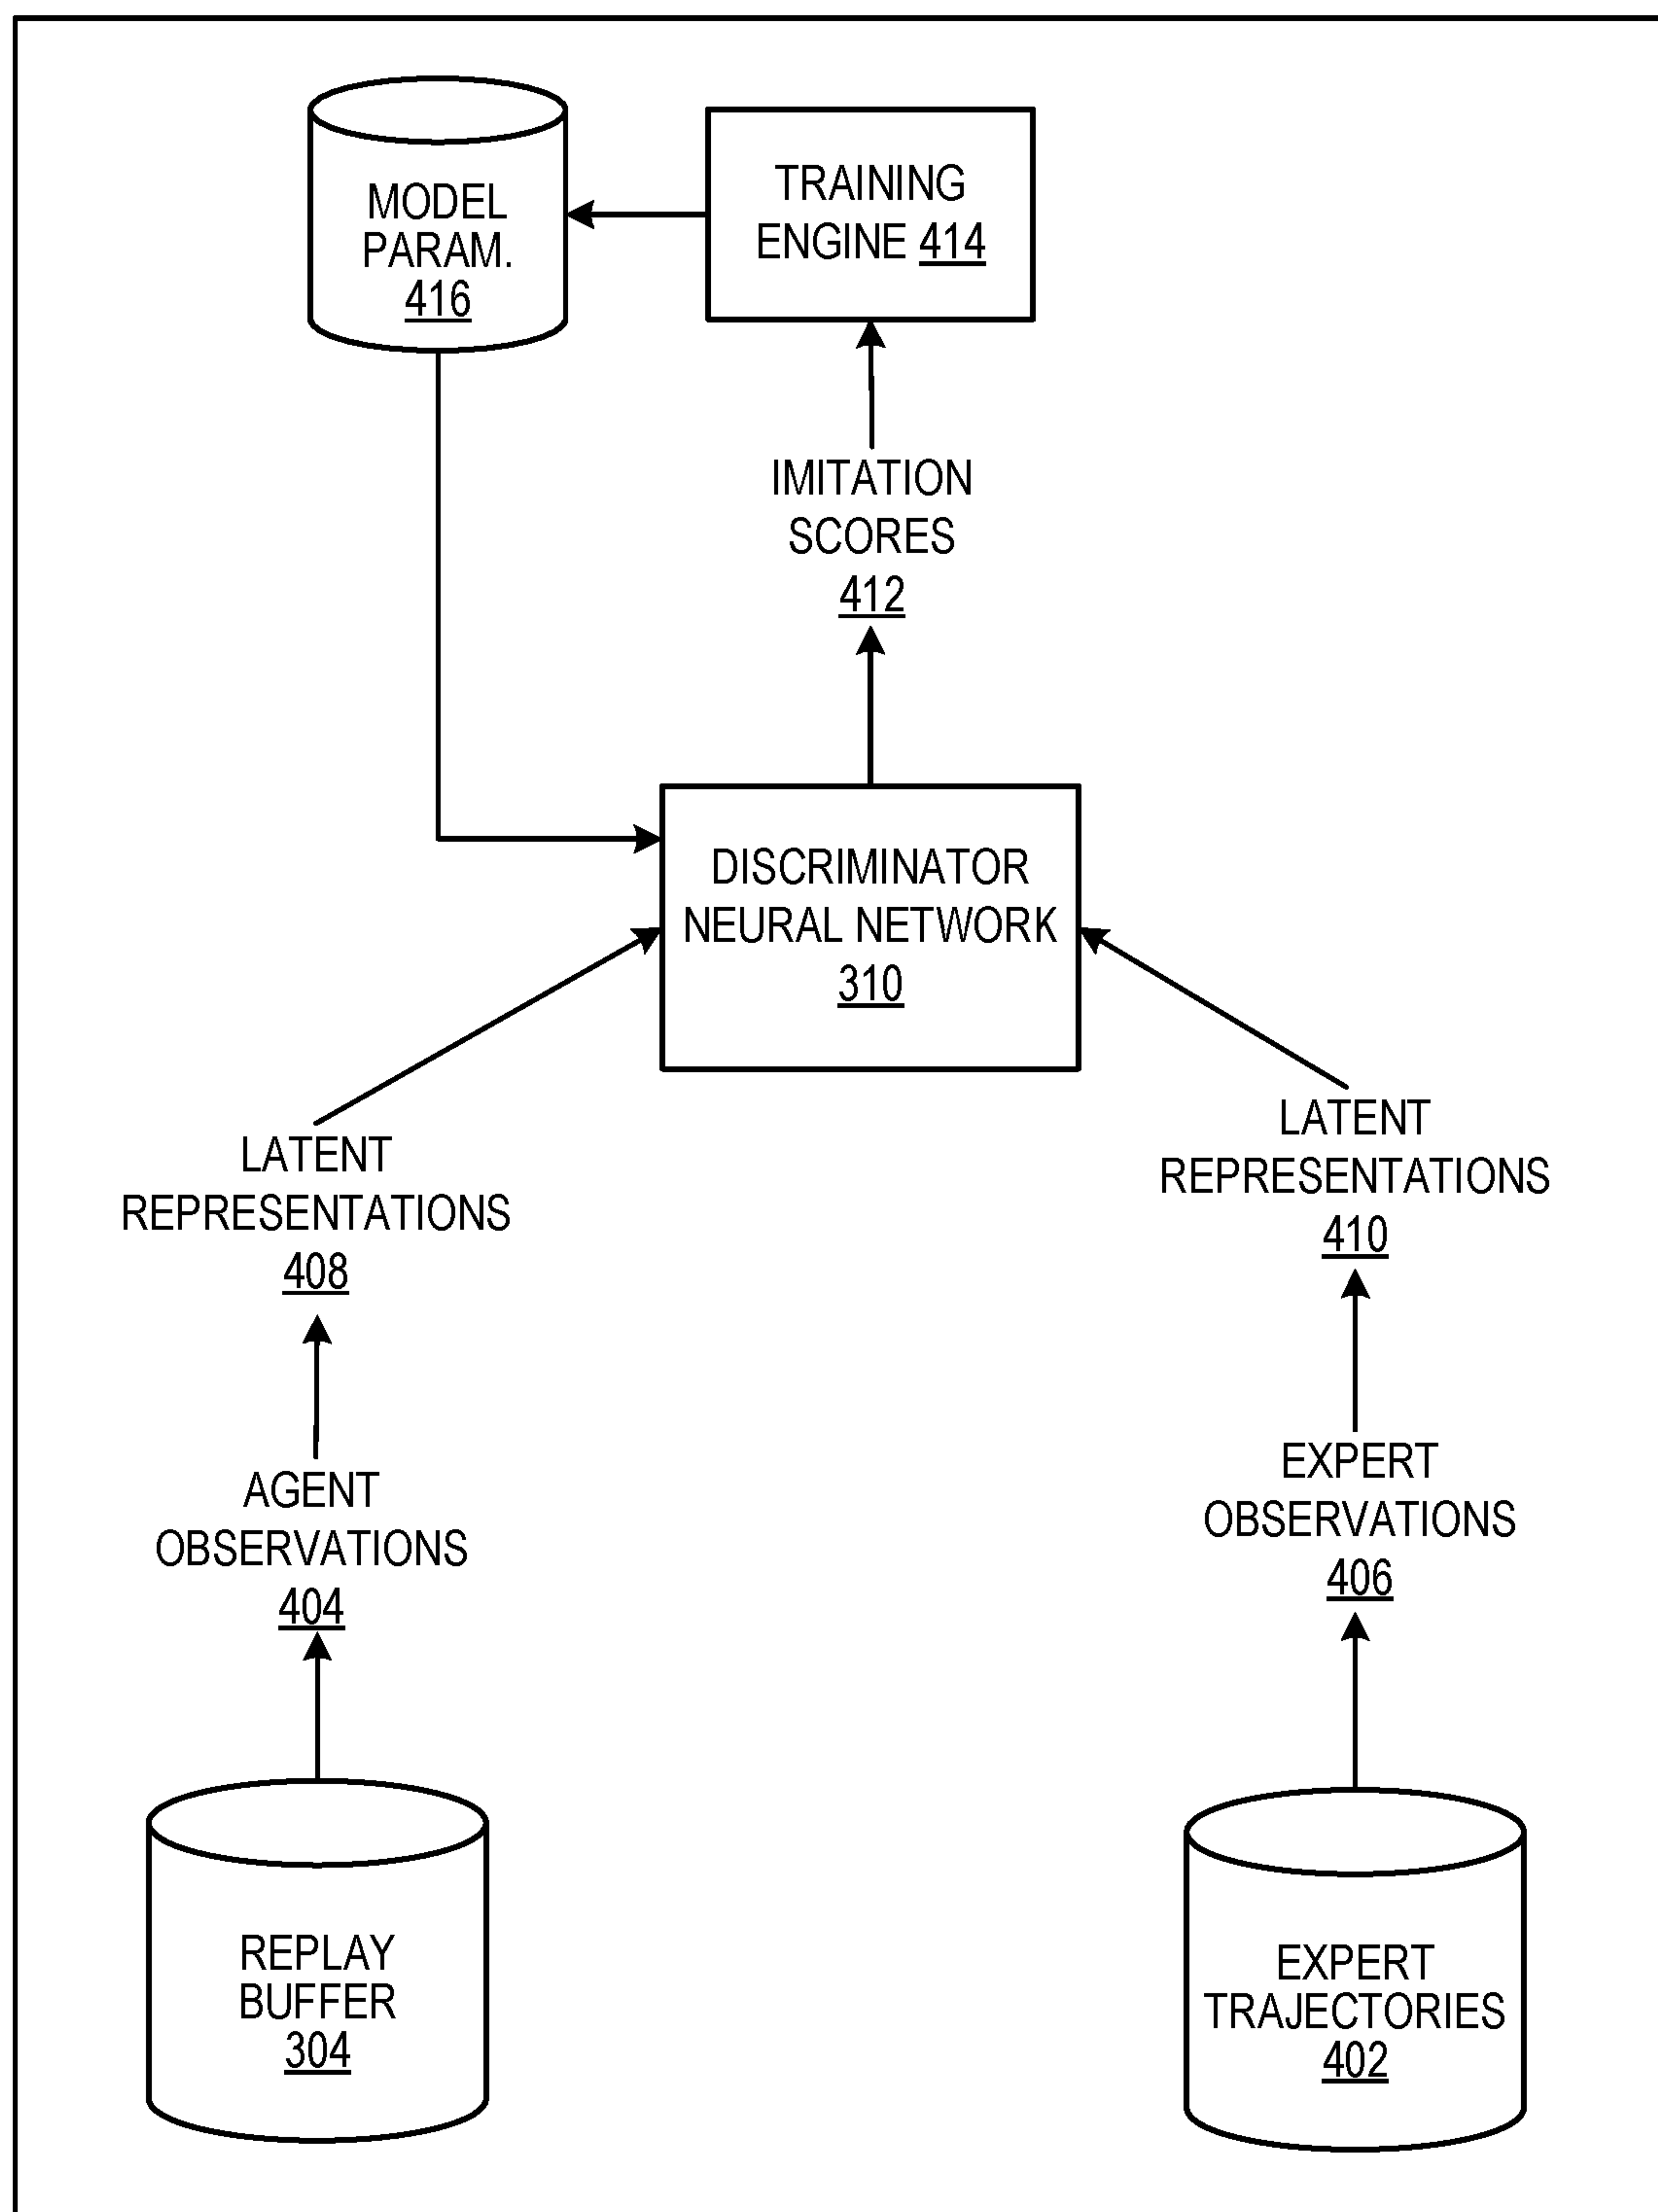 MODEL
PARAM.
416
TRAINING
ENGINE 414
IMITATION
SCORES
412
DISCRIMINATOR
NEURAL NETWORK
310
LATENT
REPRESENTATIONS
408
LATENT
REPRESENTATIONS
410
AGENT
OBSERVATIONS
404
EXPERT
OBSERVATIONS
406
REPLAY
BUFFER
304
EXPERT
TRAJECTORIES
402